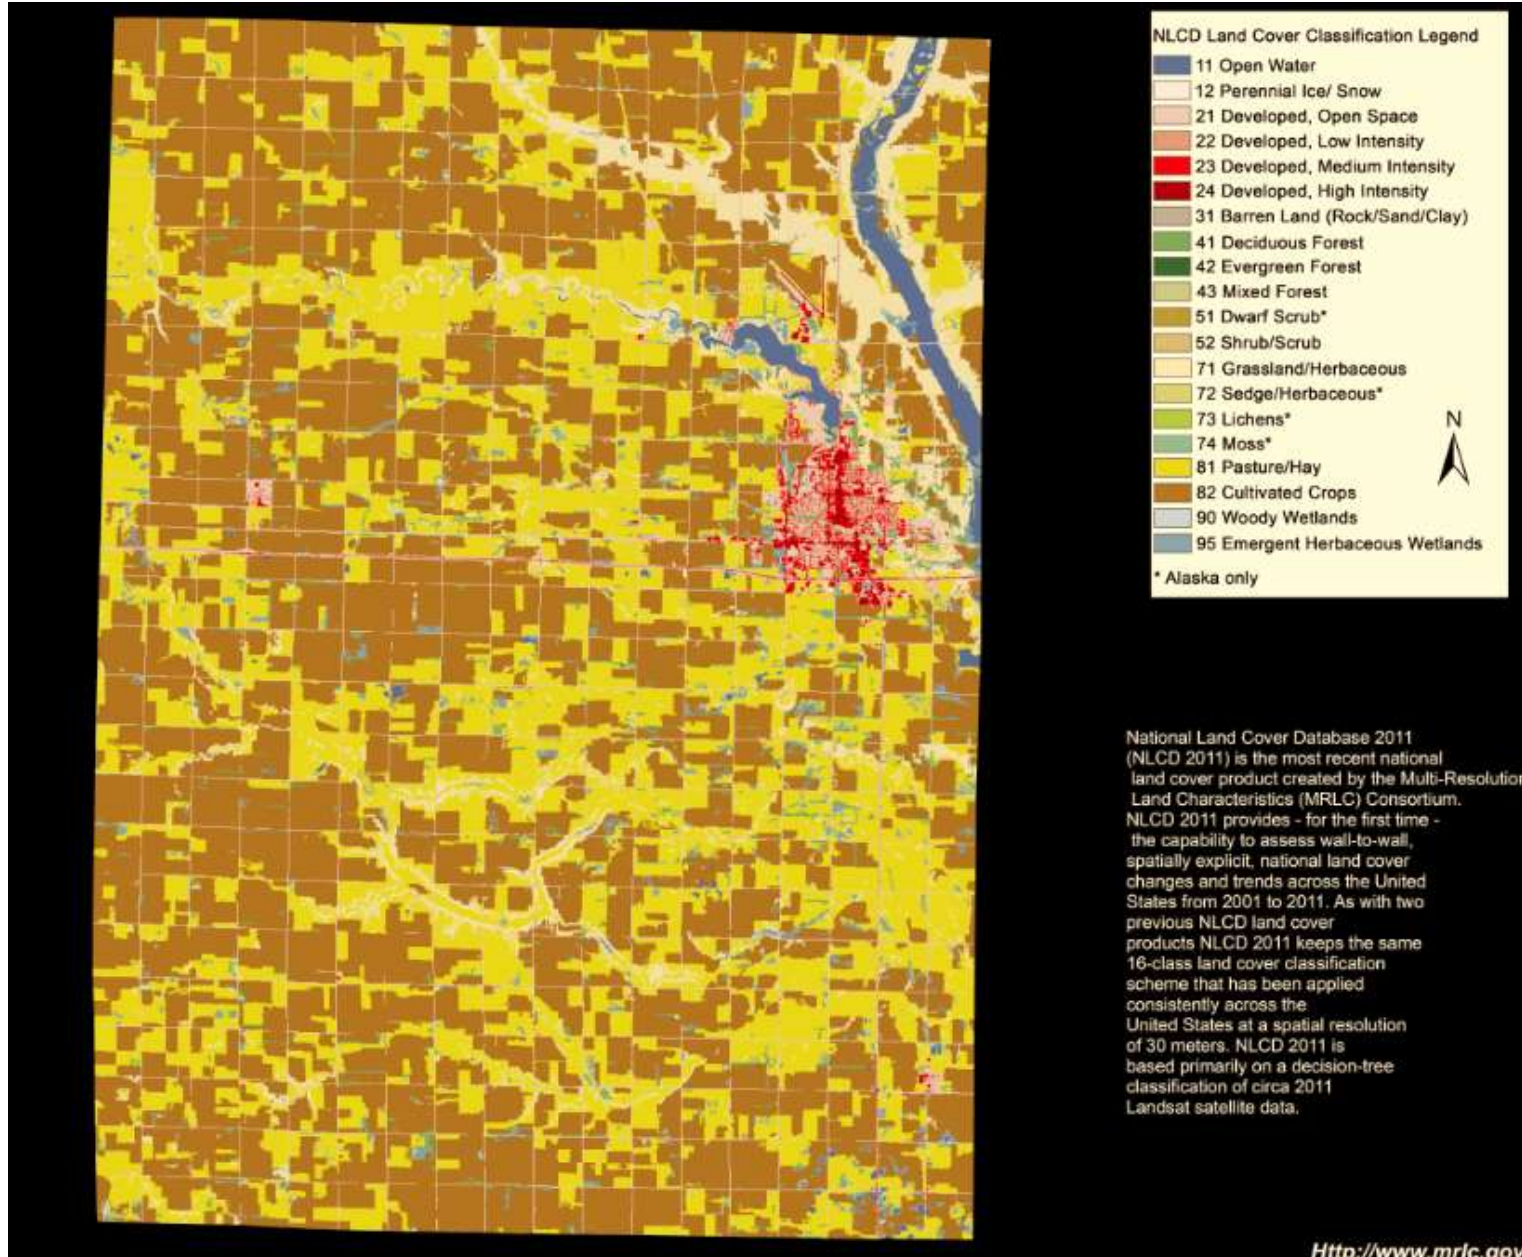 NLCD Land Cover Classification Legend
11 Open Water
12 Perennial Ice/ Snow
21 Developed, Open Space
22 Developed, Low Intensity
23 Developed, Medium Intensity
24 Developed, High Intensity
31 Barren Land (Rock/Sand/Clay)
41 Deciduous Forest
42 Evergreen Forest
43 Mixed Forest
51 Dwarf Scrub*
52 Shrub/Scrub
71 Grassland/Herbaceous
72 Sedge/Herbaceous*
73 Lichens*
74 Moss*
81 Pasture/Hay
82 Cultivated Crops
90 Woody Wetlands
95 Emergent Herbaceous Wetlands
* Alaska only
N
National Land Cover Database 2011
(NLCD 2011) is the most recent national
land cover product created by the Multi-Resolution
Land Characteristics (MRLC) Consortium.
NLCD 2011 provides - for the first time -
the capability to assess wall-to-wall,
spatially explicit, national land cover
changes and trends across the United
States from 2001 to 2011. As with two
previous NLCD land cover
products NLCD 2011 keeps the same
16-class land cover classification
scheme that has been applied
consistently across the
United States at a spatial resolution
of 30 meters. NLCD 2011 is
based primarily on a decision-tree
classification of circa 2011
Landsat satellite data.
Http://www.mrlc.gov